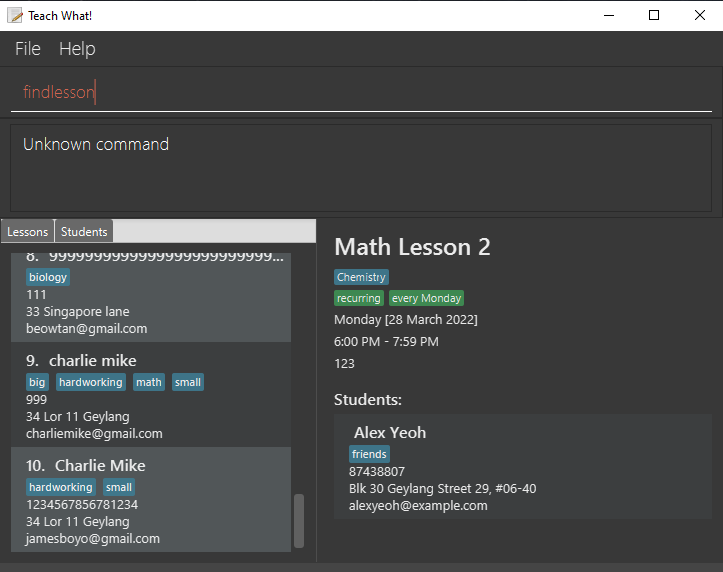 Teach What!
File Help
findlesson
Unknown command
Lessons Students
8. 99999999999999999999999999...
biology
111
33 Singapore lane
beowtan@gmail.com
9. charlie mike
big hardworking math small
999
34 Lor 11 Geylang
charliemike@gmail.com
10. Charlie Mike
hardworking small
1234567856781234
34 Lor 11 Geylang
jamesboyo@gmail.com
Math Lesson 2
Chemistry
recurring every Monday
Monday [28 March 2022]
6:00 PM - 7:59 PM
123
Students:
Alex Yeoh
friends
87438807
Blk 30 Geylang Street 29, #06-40
alexyeoh@example.com